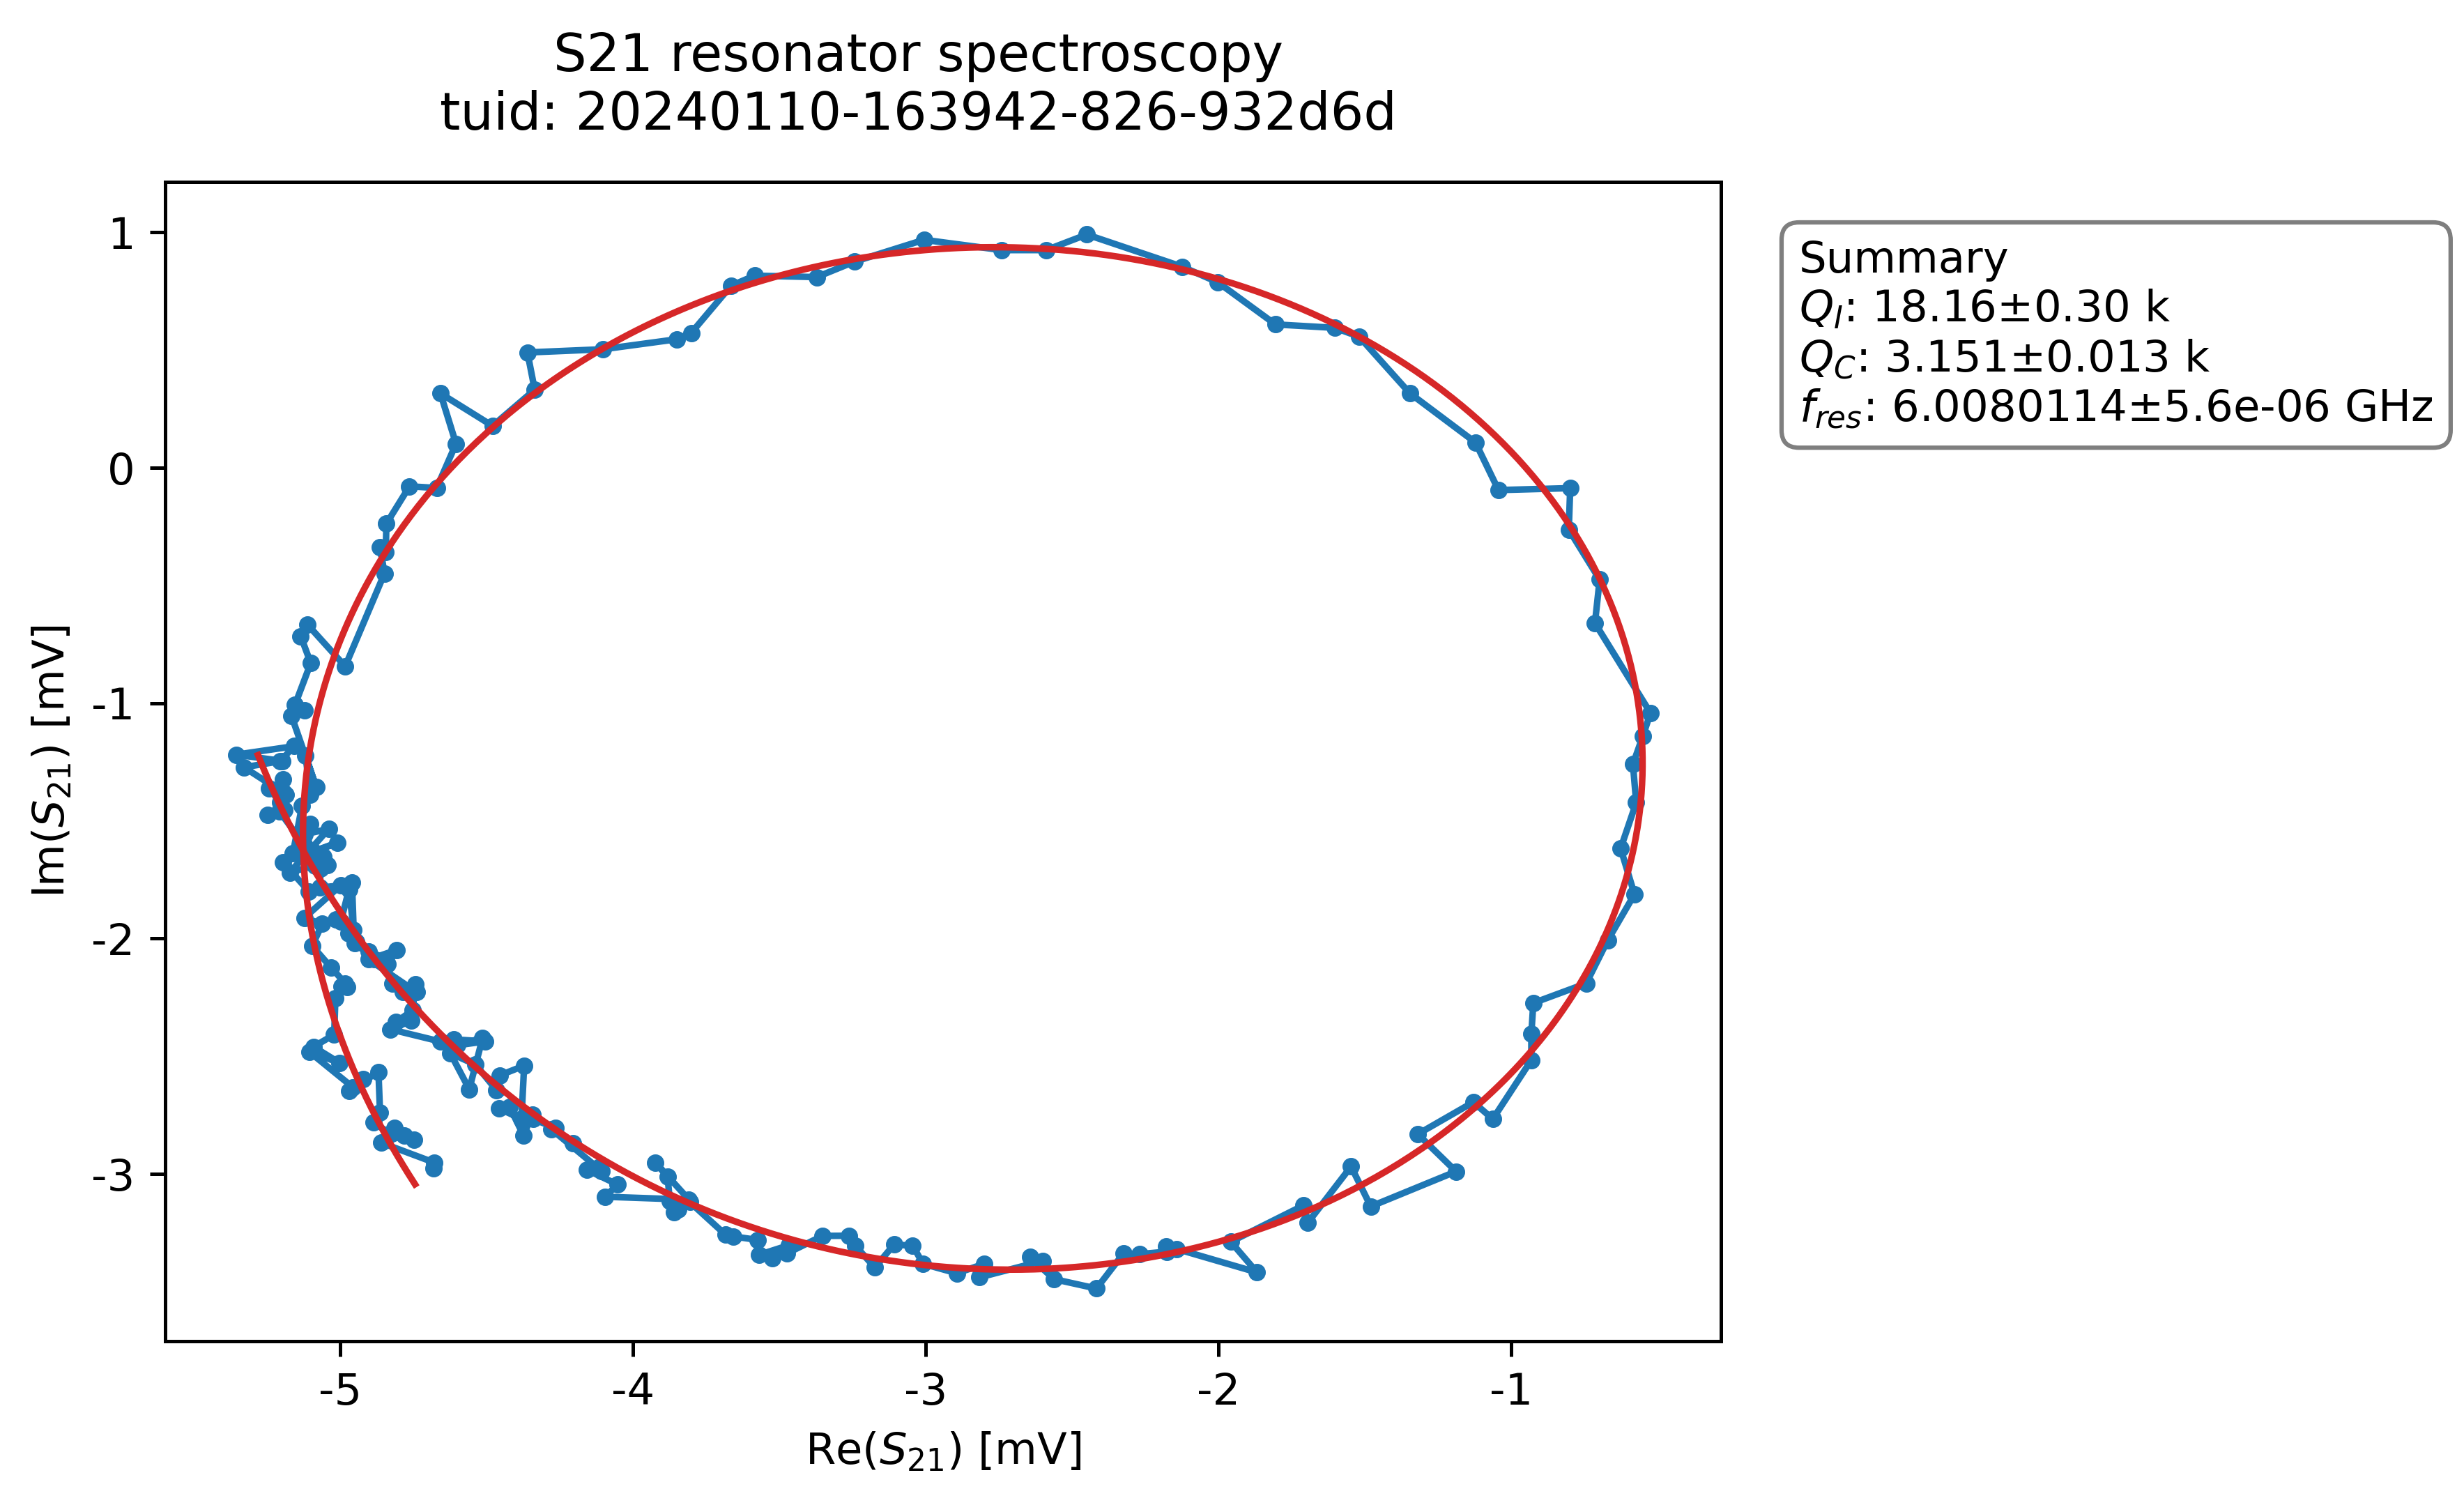 S21 resonator spectroscopy
tuid: 20240110-163942-826-932d6d
1
0
-1
-2
-3
Im(S21) [mV]
-5
-4
-3
-2
-1
Re(S21) [mV]
Summary
QI: 18.16±0.30 k
QC: 3.151±0.013 k
fres: 6.0080114±5.6e-06 GHz